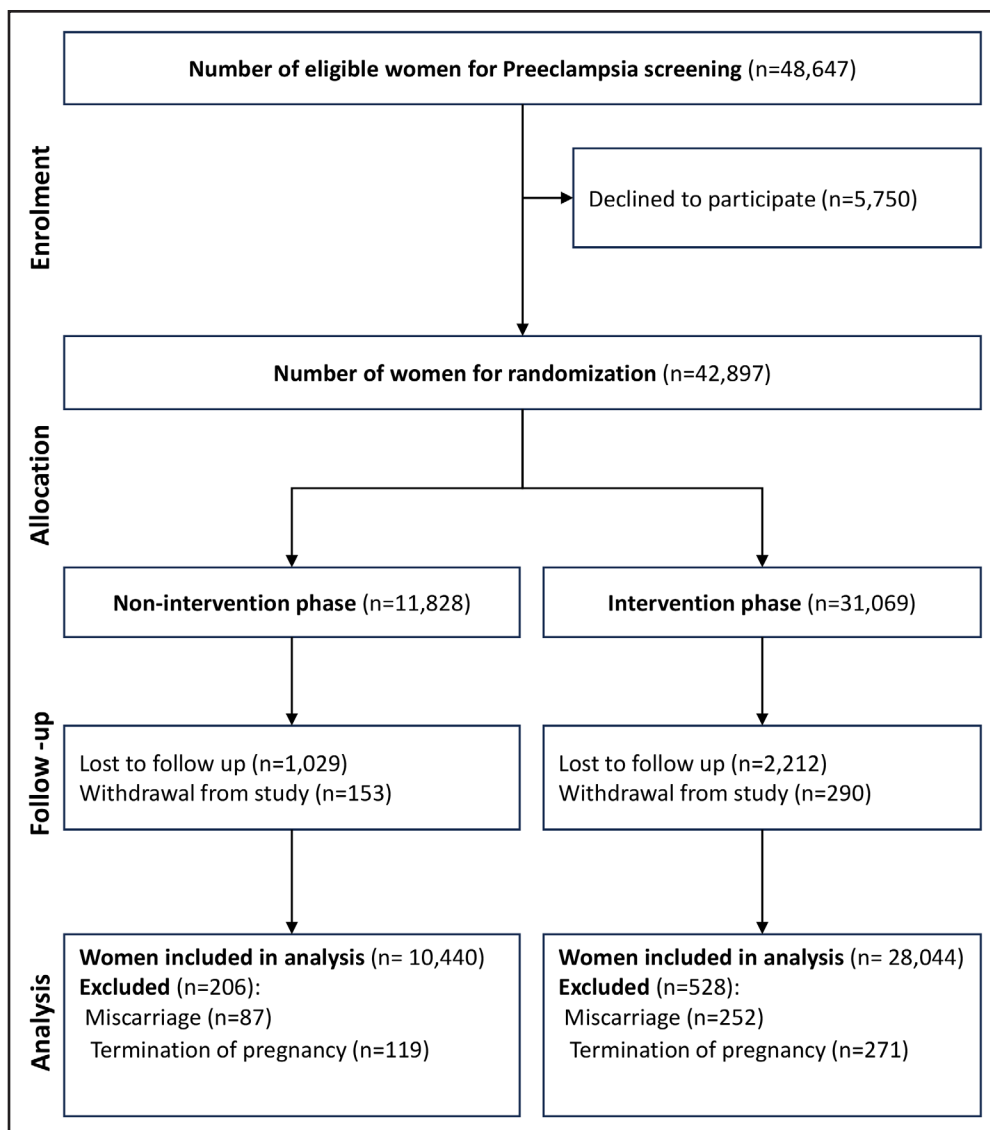 Number of eligible women for Preeclampsia screening (n=48,647)
Enrolment
Declined to participate (n=5,750)
Number of women for randomization (n=42,897)
Allocation
Non-intervention phase (n=11,828)
Intervention phase (n=31,069)
Follow -up
Lost to follow up (n=1,029)
Withdrawal from study (n=153)
Lost to follow up (n=2,212)
Withdrawal from study (n=290)
Analysis
Women included in analysis (n= 10,440)
Excluded (n=206):
Miscarriage (n=87)
Termination of pregnancy (n=119)
Women included in analysis (n= 28,044)
Excluded (n=528):
Miscarriage (n=252)
Termination of pregnancy (n=271)